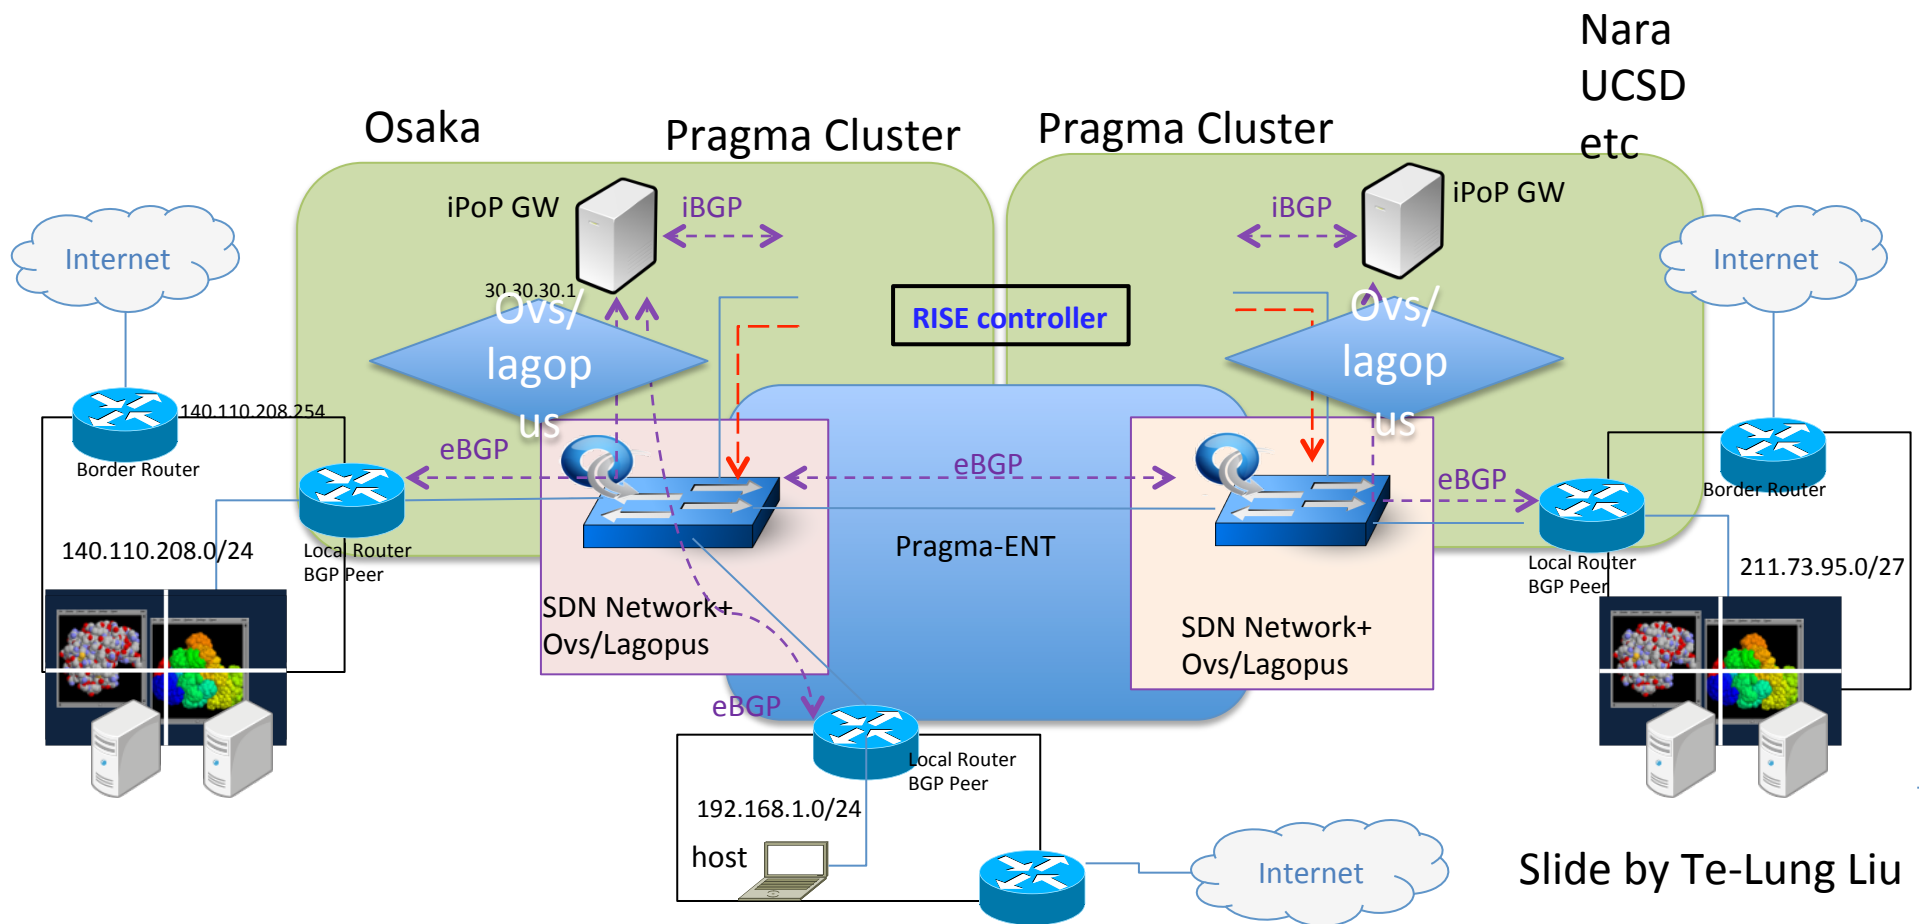 Nara
UCSD
etc
Osaka
Pragma Cluster
Pragma Cluster
iPoP GW
iBGP
iBGP
iPoP GW
Internet
Internet
30.30.30.1
Ovs/
lagop
us
RISE controller
Ovs/
lagop
us
140.110.208.254
Border Router
eBGP
eBGP
eBGP
Border Router
140.110.208.0/24
Local Router
BGP Peer
Pragma-ENT
Local Router
BGP Peer
211.73.95.0/27
SDN Network+
Ovs/Lagopus
SDN Network+
Ovs/Lagopus
eBGP
Local Router
BGP Peer
192.168.1.0/24
host
Internet
Slide by Te-Lung Liu